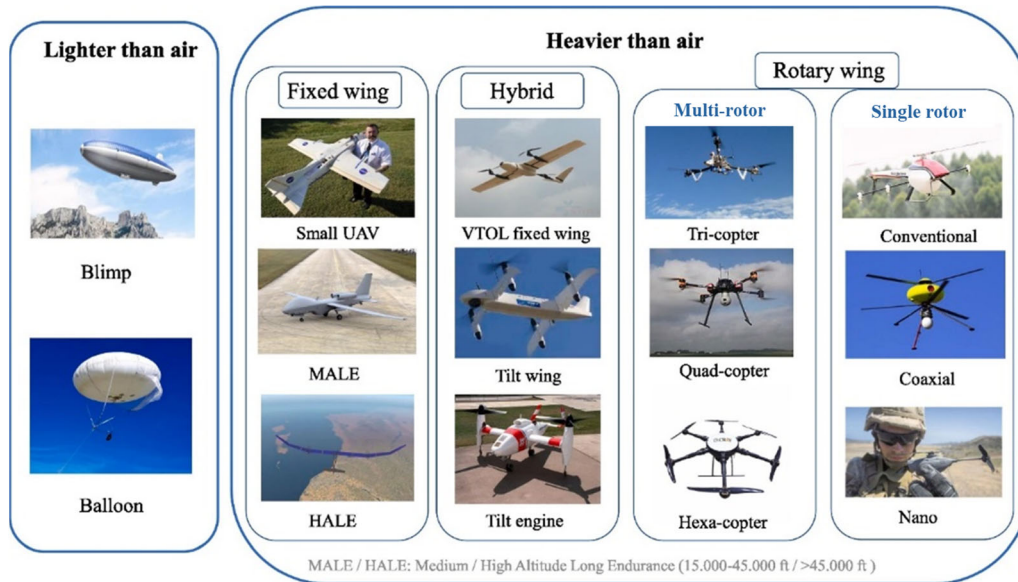 Lighter than air
Blimp
Balloon
Heavier than air
Fixed wing
Small UAV
MALE
HALE
Hybrid
VTOL fixed wing
Tilt wing
Tilt engine
Rotary wing
Multi-rotor
Tri-copter
Quad-copter
Hexa-copter
Single rotor
Conventional
Coaxial
Nano
MALE / HALE: Medium / High Altitude Long Endurance (15.000-45.000 ft / >45.000 ft )